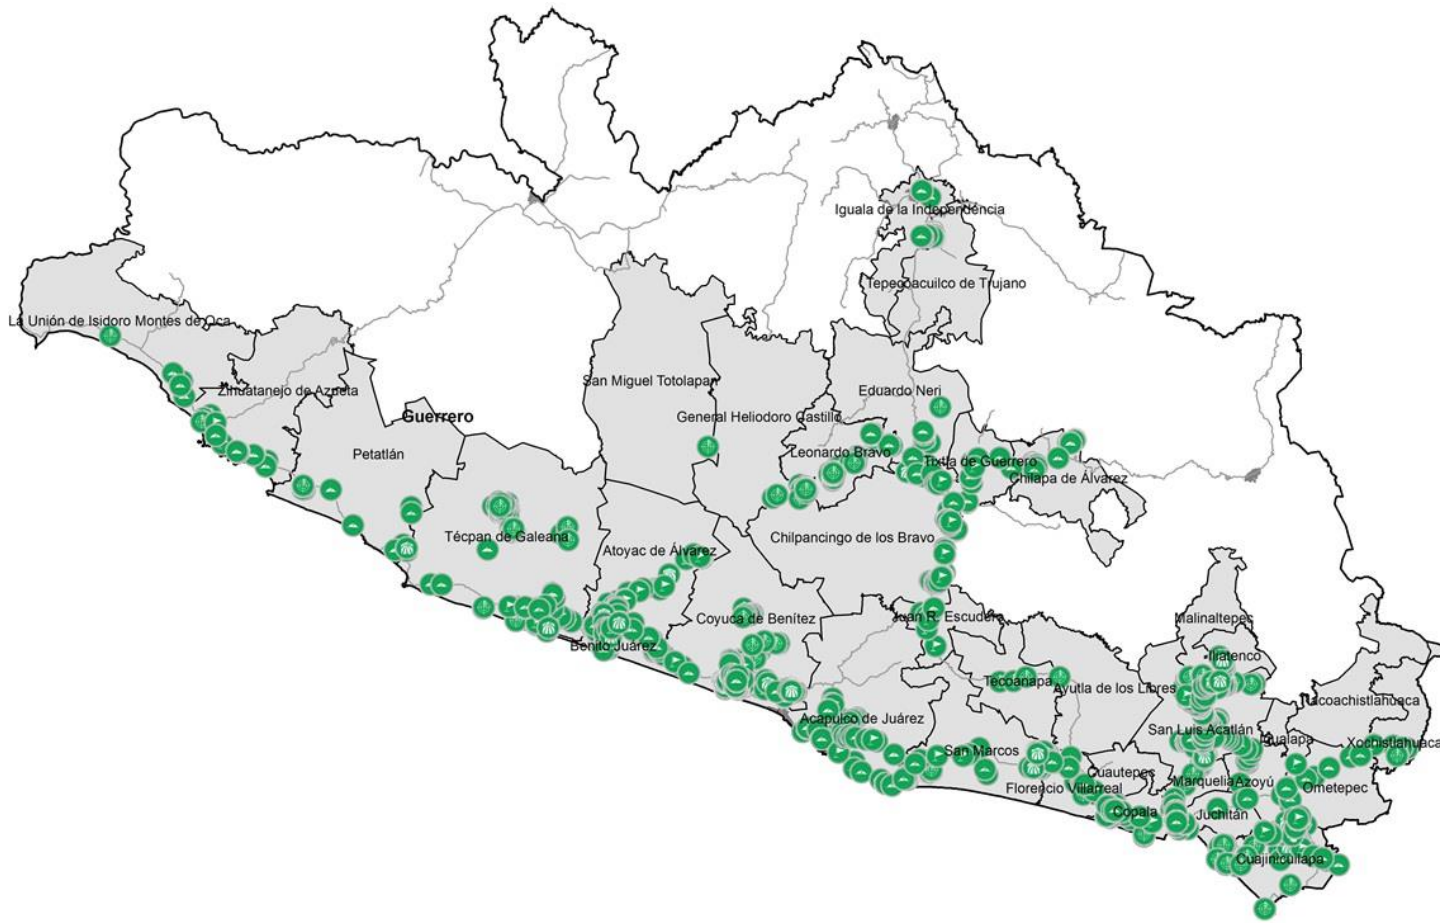 Iguala de la Independencia
Tepecoacuilco de Trujano
La Unión de Isidoro Montes de Oca
San Miguel Totolapan
Zihuatanejo de Azueta
Eduardo Neri
Guerrero
General Heliodoro Castillo
Petatlán
Leonardo Bravo
Tixtla de Guerrero
Chilapa de Álvarez
Técpan de Galeana
Chilpancingo de los Bravo
Atoyac de Álvarez
Coyuca de Benítez
Juan R. Escudero
Malinaltepec
Benito Juárez
Iliatenco
Tecoanapa
Ayutla de los Libres
Tlacoachistlahuaca
Acapulco de Juárez
San Luis Acatlán
Igualapa
Xochistlahuaca
San Marcos
Cuautepec
Marquelia
Azoyú
Ometepec
Florencio Villarreal
Copala
Juchitán
Cuajinicuilapa